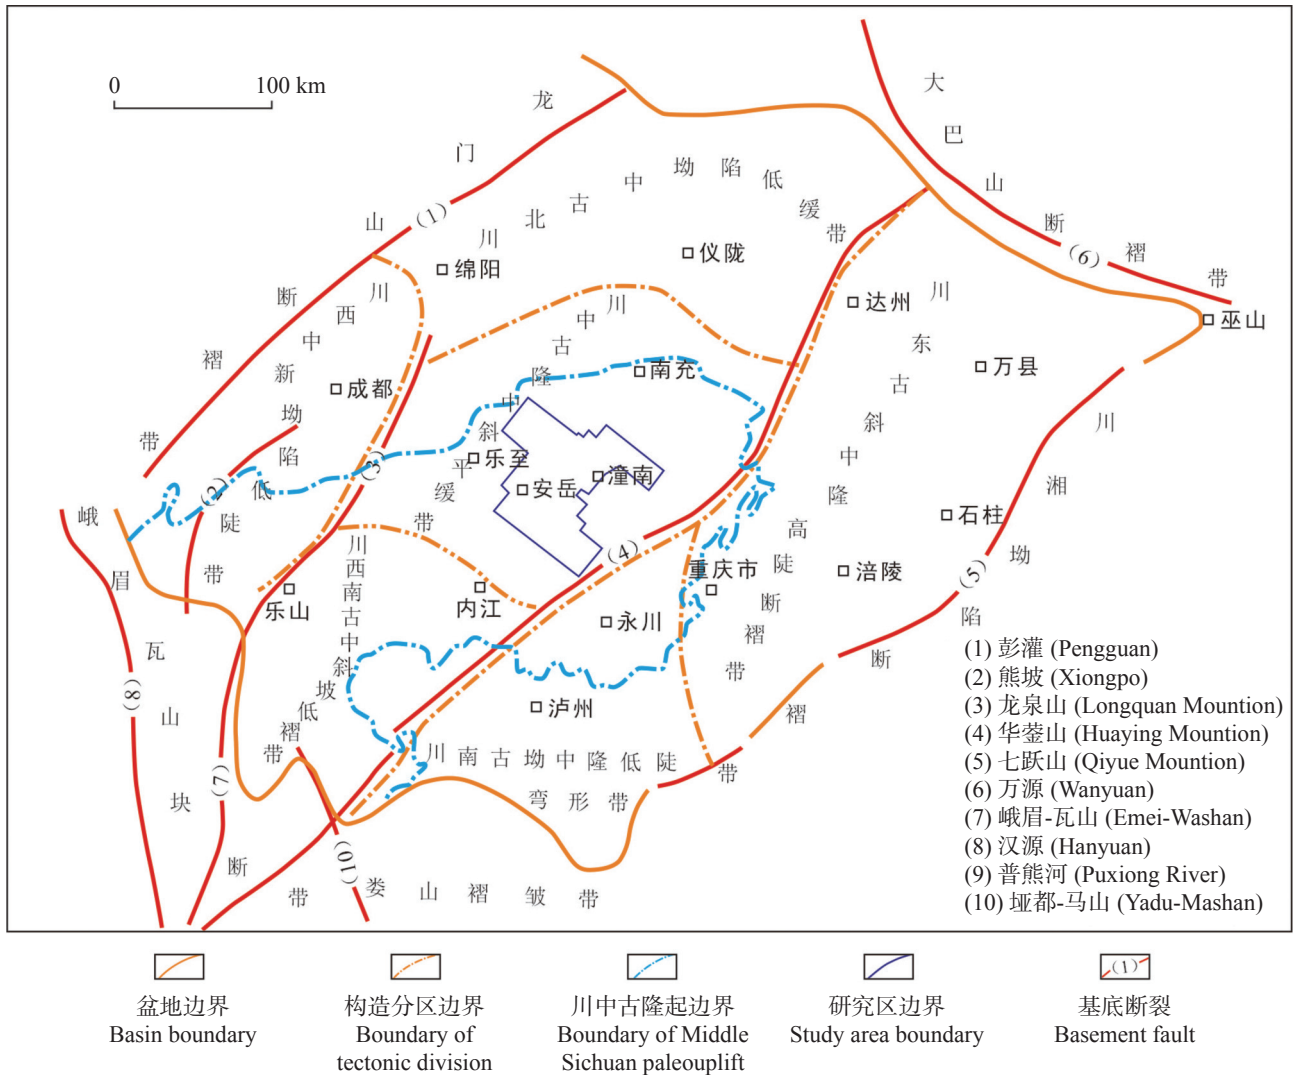 0
100 km
龙门山断褶带
大巴山断褶带
川北古中坳陷低缓带
川西中新坳陷低陡带
川中古隆中斜平缓带
川东古斜中隆高陡断褶带
川湘坳陷断褶带
川西南古中斜坡低褶带
川南古坳中隆低陡
弯形带
峨眉瓦山块断带
娄山褶皱带
绵阳
仪陇
达州
巫山
万县
成都
南充
乐至
安岳
潼南
石柱
涪陵
重庆市
乐山
内江
永川
泸州
(1)
(2)
(3)
(4)
(5)
(6)
(7)
(8)
(10)
(1) 彭灌 (Pengguan)
(2) 熊坡 (Xiongpo)
(3) 龙泉山 (Longquan Mountion)
(4) 华蓥山 (Huaying Mountion)
(5) 七跃山 (Qiyue Mountion)
(6) 万源 (Wanyuan)
(7) 峨眉-瓦山 (Emei-Washan)
(8) 汉源 (Hanyuan)
(9) 普熊河 (Puxiong River)
(10) 垭都-马山 (Yadu-Mashan)
盆地边界
Basin boundary
构造分区边界
Boundary of
tectonic division
川中古隆起边界
Boundary of Middle
Sichuan paleouplift
研究区边界
Study area boundary
(1)
基底断裂
Basement fault